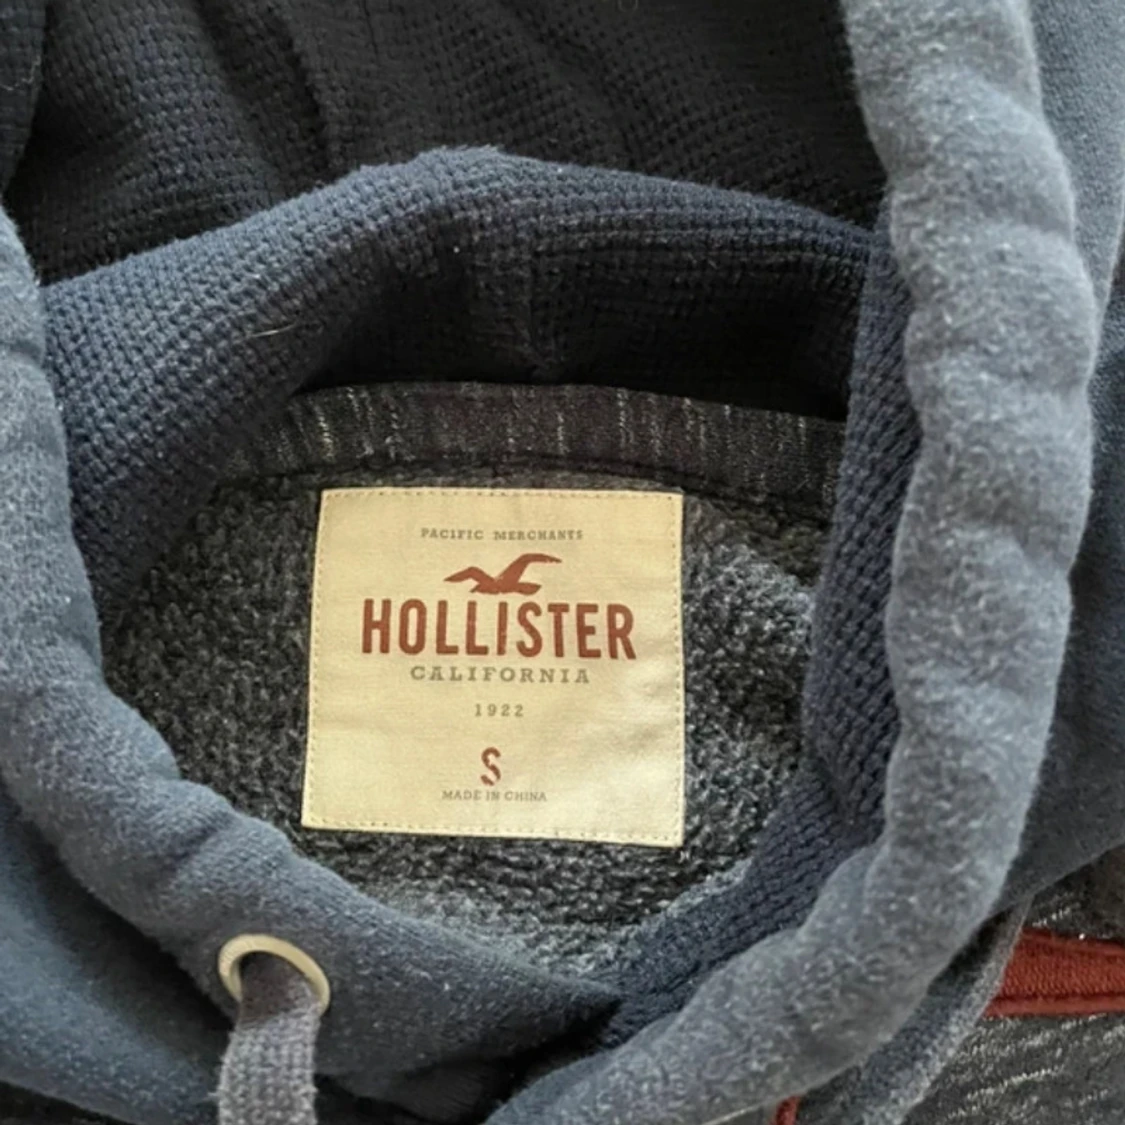 PACIFIC MERCHANTS
HOLLISTER
CALIFORNIA
1922
S
MADE IN CHINA